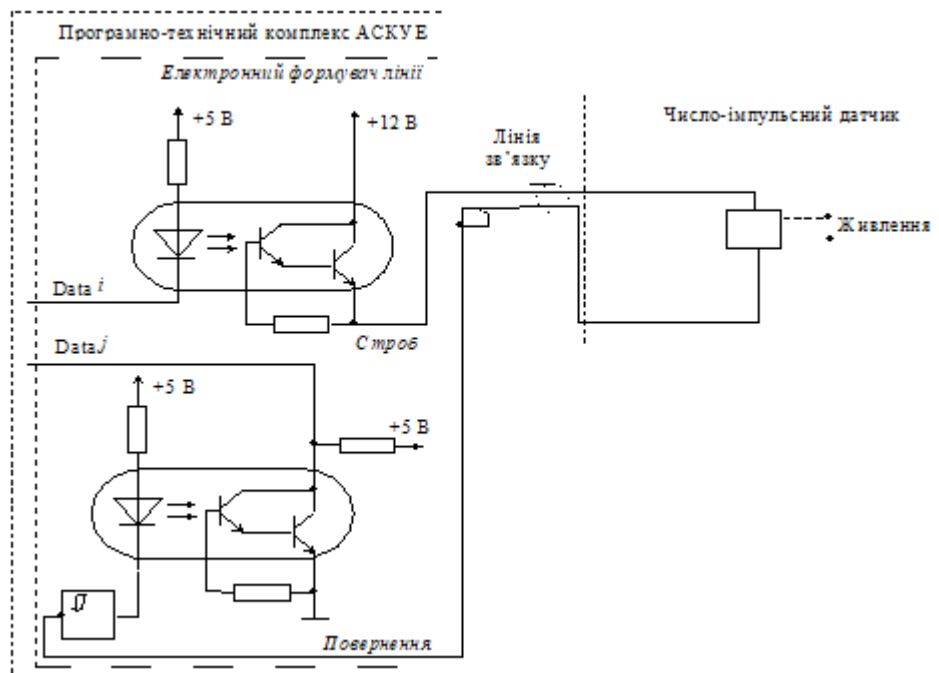 Програмно-технічний комплекс АСКУЕ
Електронний формувач лінії
+5 В
+12 В
Лінія
зв’язку
Число-імпульсний датчик
Живлення
Data i
Строб
Data j
+5 В
+5 В
Повернення